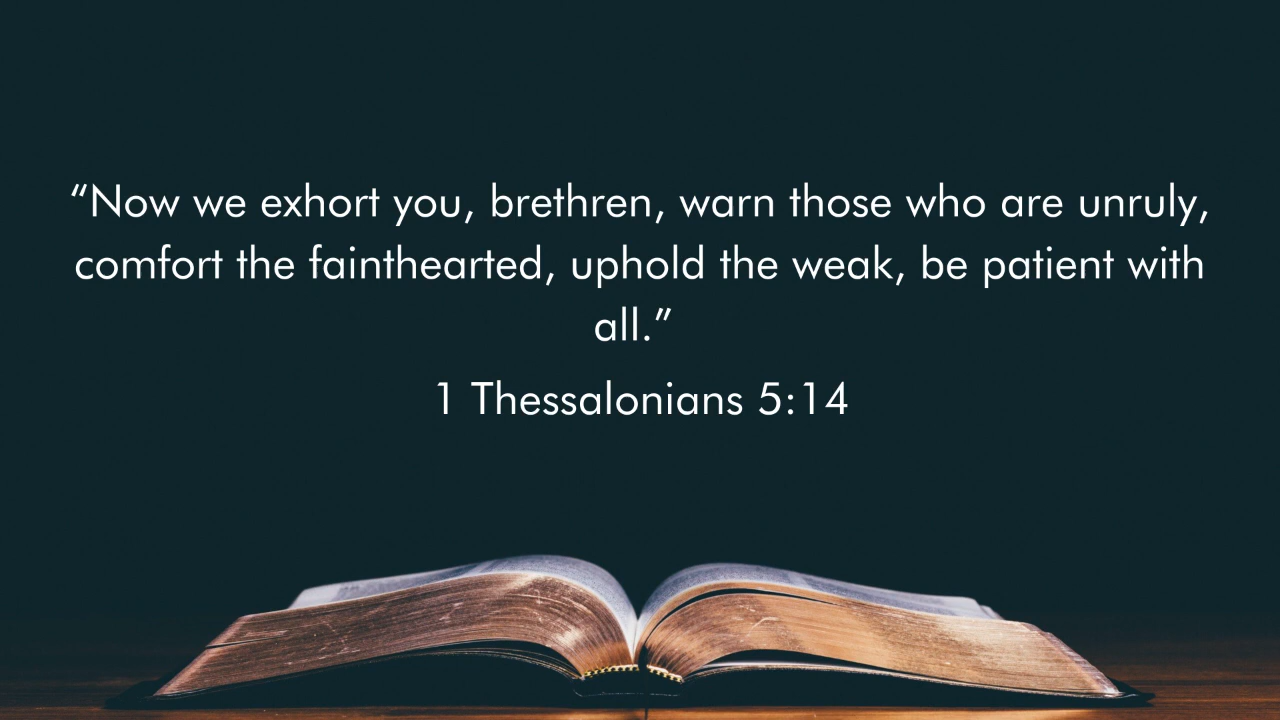 “Now we exhort you, brethren, warn those who are unruly,
comfort the fainthearted, uphold the weak, be patient with
all.”
1 Thessalonians 5:14